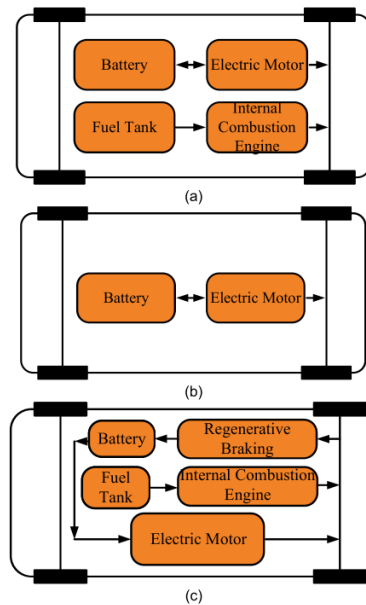 Battery
Electric Motor
Fuel Tank
Internal
Combustion
Engine
(a)
Battery
Electric Motor
(b)
Battery
Regenerative
Braking
Fuel
Tank
Internal Combustion
Engine
Electric Motor
(c)